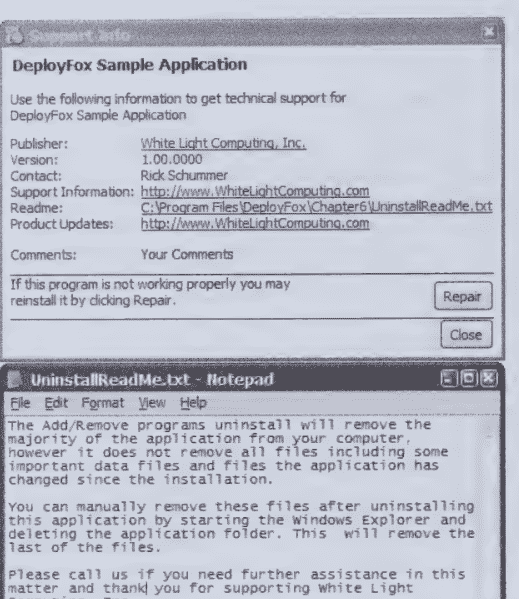 Support Info
DeployFox Sample Application
Use the following information to get technical support for
DeployFox Sample Application
Publisher: White Light Computing, Inc.
Version: 1.00.0000
Contact: Rick Schummer
Support Information: http://www.WhiteLightComputing.com
Readme: C:\Program Files\DeployFox\Chapter6\UninstallReadMe.txt
Product Updates: http://www.WhiteLightComputing.com
Comments: Your Comments
If this program is not working properly you may
reinstall it by clicking Repair.
Repair
Close
UninstallReadMe.txt - Notepad
File Edit Format View Help
The Add/Remove programs uninstall will remove the
majority of the application from your computer,
however it does not remove all files including some
important data files and files the application has
changed since the installation.
You can manually remove these files after uninstalling
this application by starting the Windows Explorer and
deleting the application folder. This will remove the
last of the files.
Please call us if you need further assistance in this
matter and thank you for supporting White Light